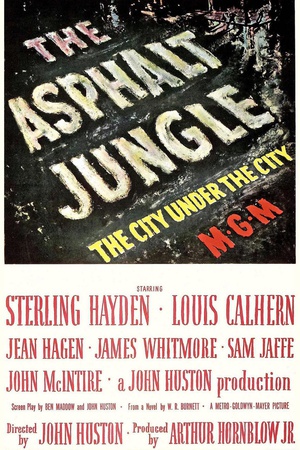 THE
ASPHALT
JUNGLE
THE CITY UNDER THE CITY
M·G·M
STARRING
STERLING HAYDEN · LOUIS CALHERN
JEAN HAGEN · JAMES WHITMORE · SAM JAFFE
JOHN McINTIRE · a JOHN HUSTON production
Screen Play by BEN MADDOW and JOHN HUSTON · From a Novel by W. R. BURNETT · A METRO-GOLDWYN-MAYER PICTURE
Directed by JOHN HUSTON · Produced by ARTHUR HORNBLOW JR.